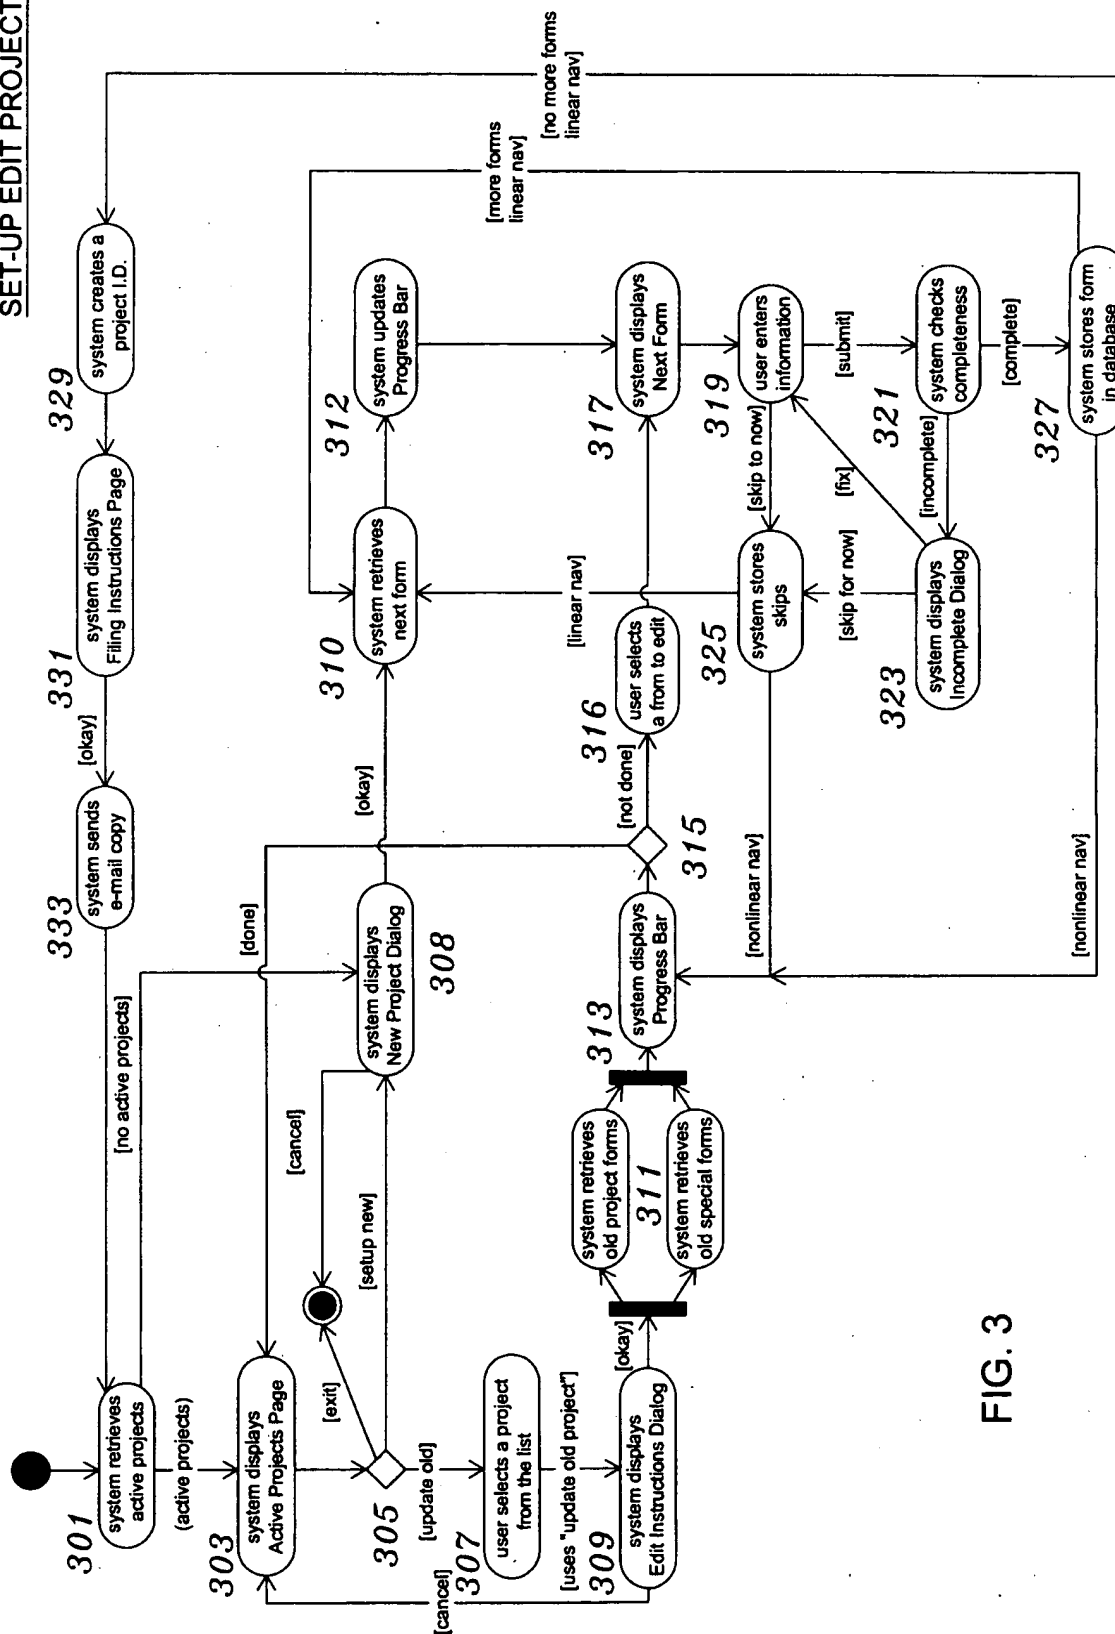 SET-UP EDIT PROJECT
301
system retrieves
active projects
[no active projects]
(active projects)
303
system displays
Active Projects Page
[done]
[exit]
[cancel]
305
[setup new]
[update old]
307
user selects a project
from the list
[uses "update old project"]
[cancel]
309
system displays
Edit Instructions Dialog
[okay]
system retrieves
old project forms
311
system retrieves
old special forms
313
system displays
Progress Bar
315
[not done]
316
user selects
a from to edit
308
system displays
New Project Dialog
[okay]
310
system retrieves
next form
312
system updates
Progress Bar
317
system displays
Next Form
319
user enters
information
[skip to now]
[submit]
321
system checks
completeness
[incomplete]
[complete]
[fix]
323
system displays
Incomplete Dialog
[skip for now]
325
system stores
skips
[linear nav]
[nonlinear nav]
327
system stores form
in database
[nonlinear nav]
[more forms
linear nav]
[no more forms
linear nav]
329
system creates a
project I.D.
331
system displays
Filing Instructions Page
[okay]
333
system sends
e-mail copy
FIG. 3